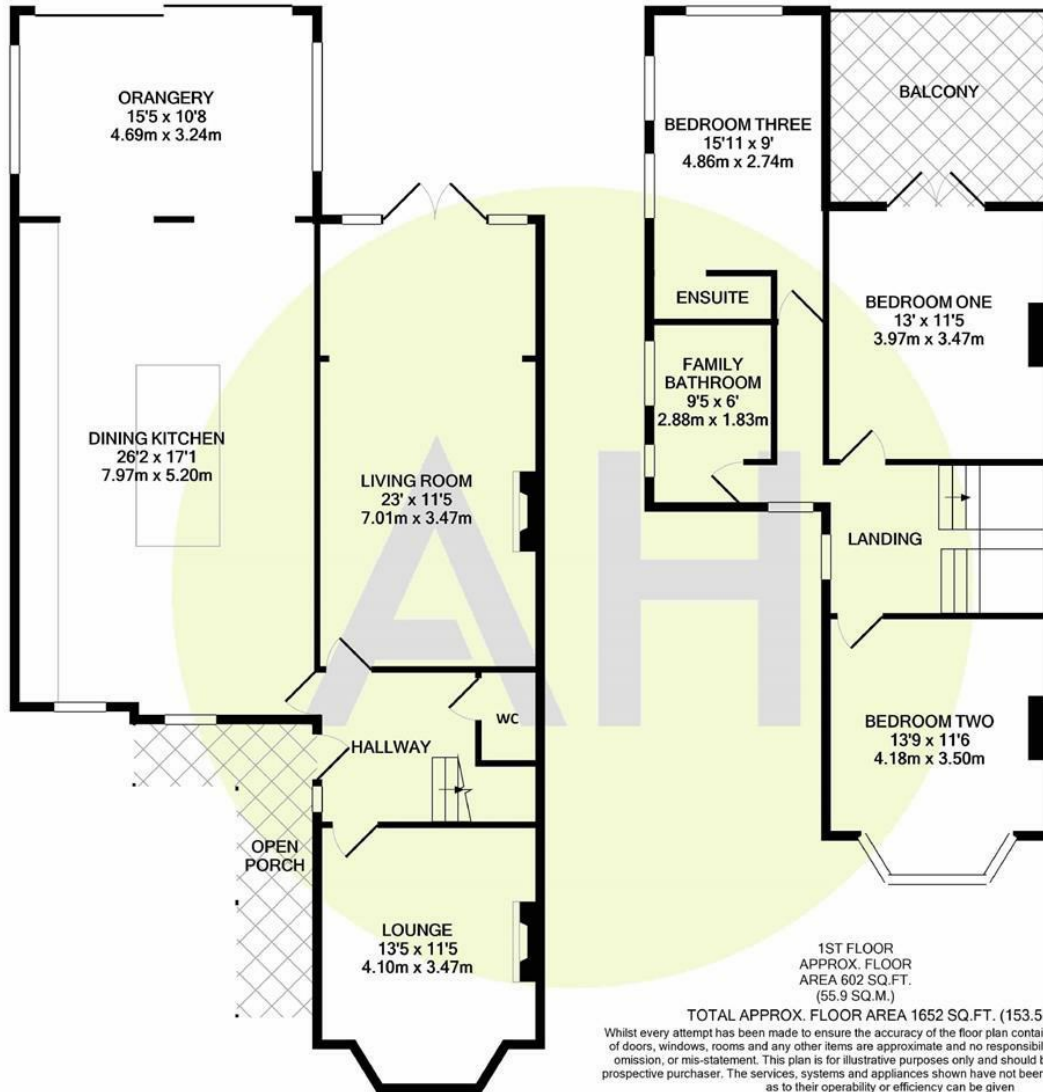 ORANGERY
15'5 x 10'8
4.69m x 3.24m
DINING KITCHEN
26'2 x 17'1
7.97m x 5.20m
LIVING ROOM
23' x 11'5
7.01m x 3.47m
WC
HALLWAY
OPEN
PORCH
LOUNGE
13'5 x 11'5
4.10m x 3.47m
BEDROOM THREE
15'11 x 9'
4.86m x 2.74m
BALCONY
ENSUITE
BEDROOM ONE
13' x 11'5
3.97m x 3.47m
FAMILY
BATHROOM
9'5 x 6'
2.88m x 1.83m
LANDING
BEDROOM TWO
13'9 x 11'6
4.18m x 3.50m
AH
1ST FLOOR
APPROX. FLOOR
AREA 602 SQ.FT.
(55.9 SQ.M.)
TOTAL APPROX. FLOOR AREA 1652 SQ.FT. (153.5
Whilst every attempt has been made to ensure the accuracy of the floor plan
of doors, windows, rooms and any other items are approximate and no
omission, or mis-statement. This plan is for illustrative purposes only and should
prospective purchaser. The services, systems and appliances shown have not been
as to their operability or efficiency can be given